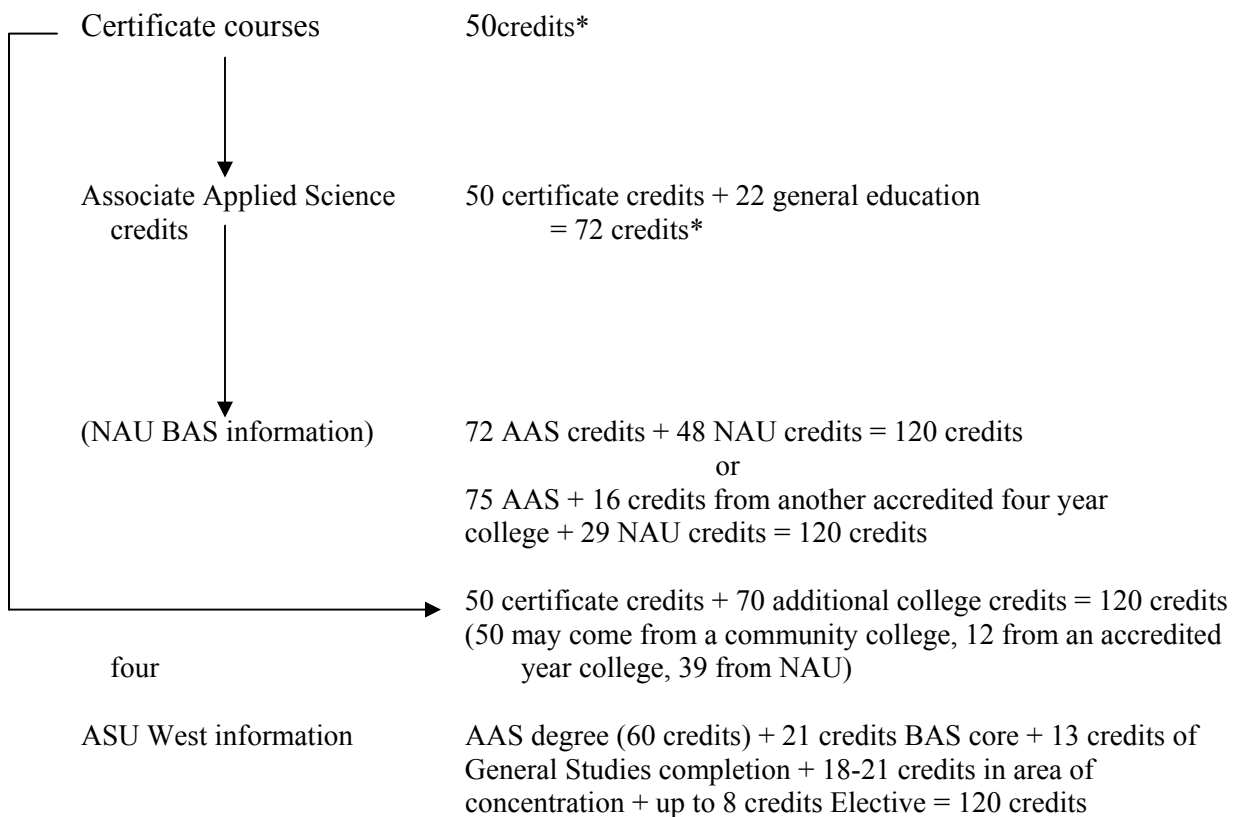 Certificate courses 50credits*
Associate Applied Science 50 certificate credits + 22 general education
credits = 72 credits*
(NAU BAS information) 72 AAS credits + 48 NAU credits = 120 credits
or
75 AAS + 16 credits from another accredited four year
college + 29 NAU credits = 120 credits
50 certificate credits + 70 additional college credits = 120 credits
(50 may come from a community college, 12 from an accredited
four year college, 39 from NAU)
ASU West information AAS degree (60 credits) + 21 credits BAS core + 13 credits of
General Studies completion + 18-21 credits in area of
concentration + up to 8 credits Elective = 120 credits